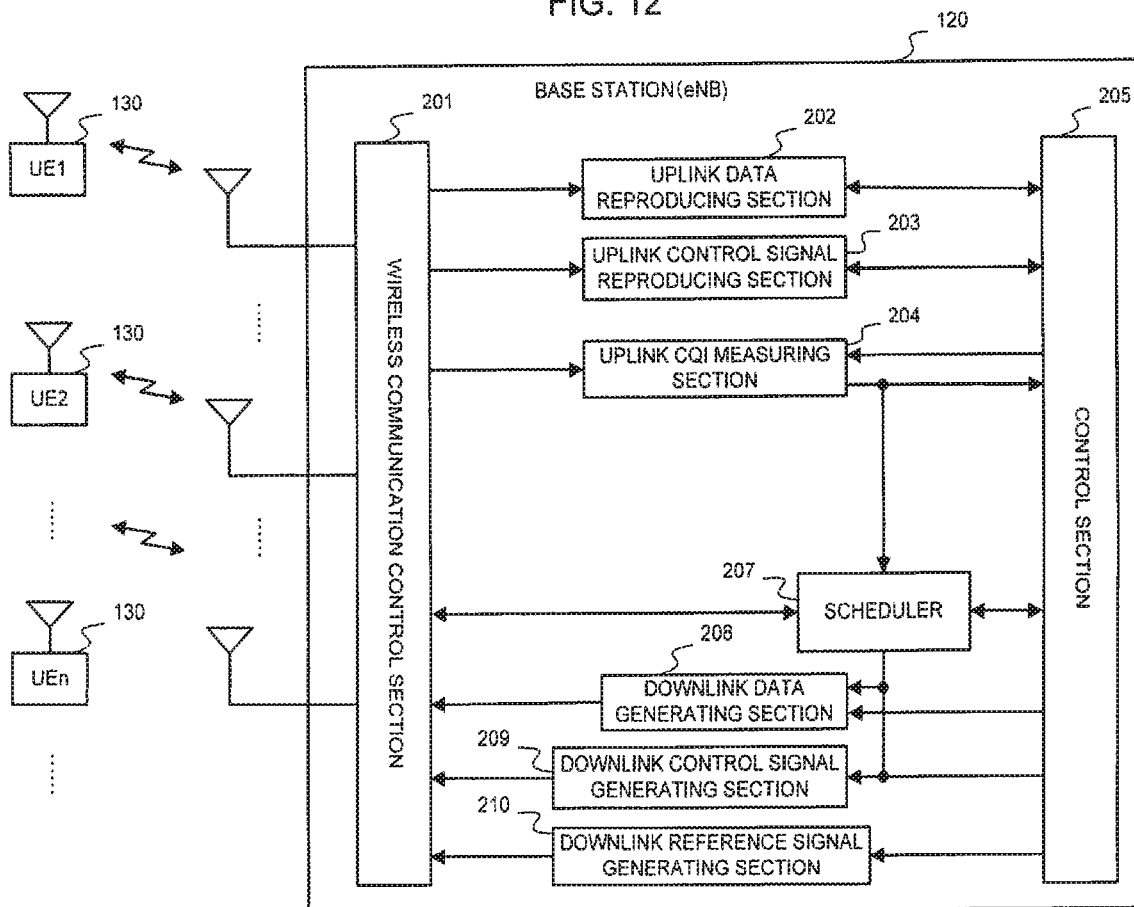 FIG. 12
120
BASE STATION(eNB)
130
UE1
201
202
205
UPLINK DATA
REPRODUCING SECTION
203
UPLINK CONTROL SIGNAL
REPRODUCING SECTION
204
UPLINK CQI MEASURING
SECTION
130
UE2
WIRELESS COMMUNICATION CONTROL SECTION
CONTROL SECTION
207
SCHEDULER
130
UEn
208
DOWNLINK DATA
GENERATING SECTION
209
DOWNLINK CONTROL SIGNAL
GENERATING SECTION
210
DOWNLINK REFERENCE SIGNAL
GENERATING SECTION